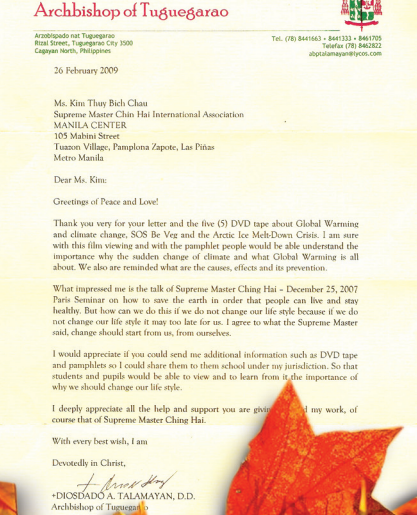 Archbishop of Tuguegarao
Arzobispado nat Tuguegarao
Rizal Street, Tuguegarao City 3500
Cagayan North, Philippines
Tel. (78) 8441663 • 8441333 • 8461705
Telefax (78) 8462822
abptalamayan@lycos.com
26 February 2009
Ms. Kim Thuy Bich Chau
Supreme Master Chin Hai International Association
MANILA CENTER
105 Mabini Street
Tuazon Village, Pamplona Zapote, Las Piñas
Metro Manila
Dear Ms. Kim:
Greetings of Peace and Love!
Thank you very for your letter and the five (5) DVD tape about Global Warming
and climate change, SOS Be Veg and the Arctic Ice Melt-Down Crisis. I am sure
with this film viewing and with the pamphlet people would be able understand the
importance why the sudden change of climate and what Global Warming is all
about. We also are reminded what are the causes, effects and its prevention.
What impressed me is the talk of Supreme Master Ching Hai – December 25, 2007
Paris Seminar on how to save the earth in order that people can live and stay
healthy. But how can we do this if we do not change our life style because if we do
not change our life style it may too late for us. I agree to what the Supreme Master
said, change should start from us, from ourselves.
I would appreciate if you could send me additional information such as DVD tape
and pamphlets so I could share them to them school under my jurisdiction. So that
students and pupils would be able to view and to learn from it the importance of
why we should change our life style.
I deeply appreciate all the help and support you are givin my work, of
course that of Supreme Master Ching Hai.
With every best wish, I am
Devotedly in Christ,
+DIOSDADO A. TALAMAYAN, D.D.
Archbishop of Tuguegarao